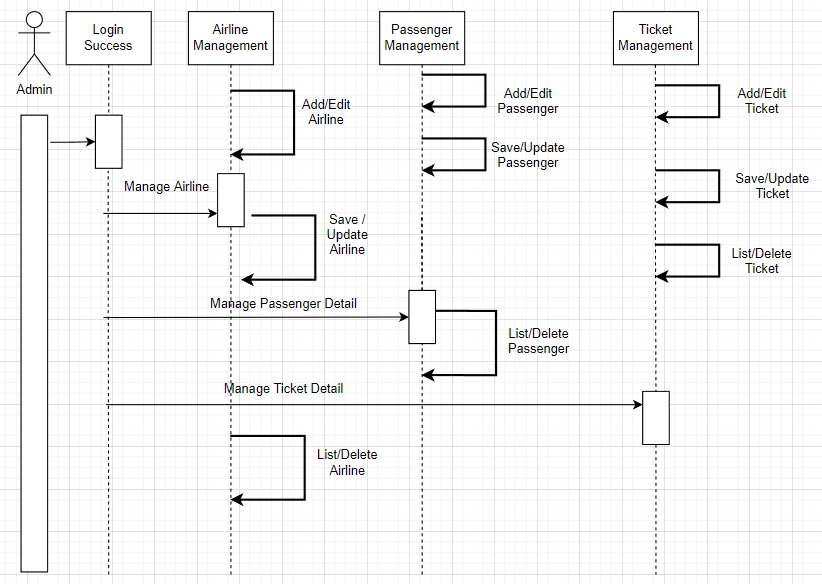 Login
Success
Airline
Management
Passenger
Management
Ticket
Management
Admin
Add/Edit
Airline
Add/Edit
Passenger
Add/Edit
Ticket
Save/Update
Passenger
Manage Airline
Save/Update
Ticket
Save /
Update
Airline
List/Delete
Ticket
Manage Passenger Detail
List/Delete
Passenger
Manage Ticket Detail
List/Delete
Airline